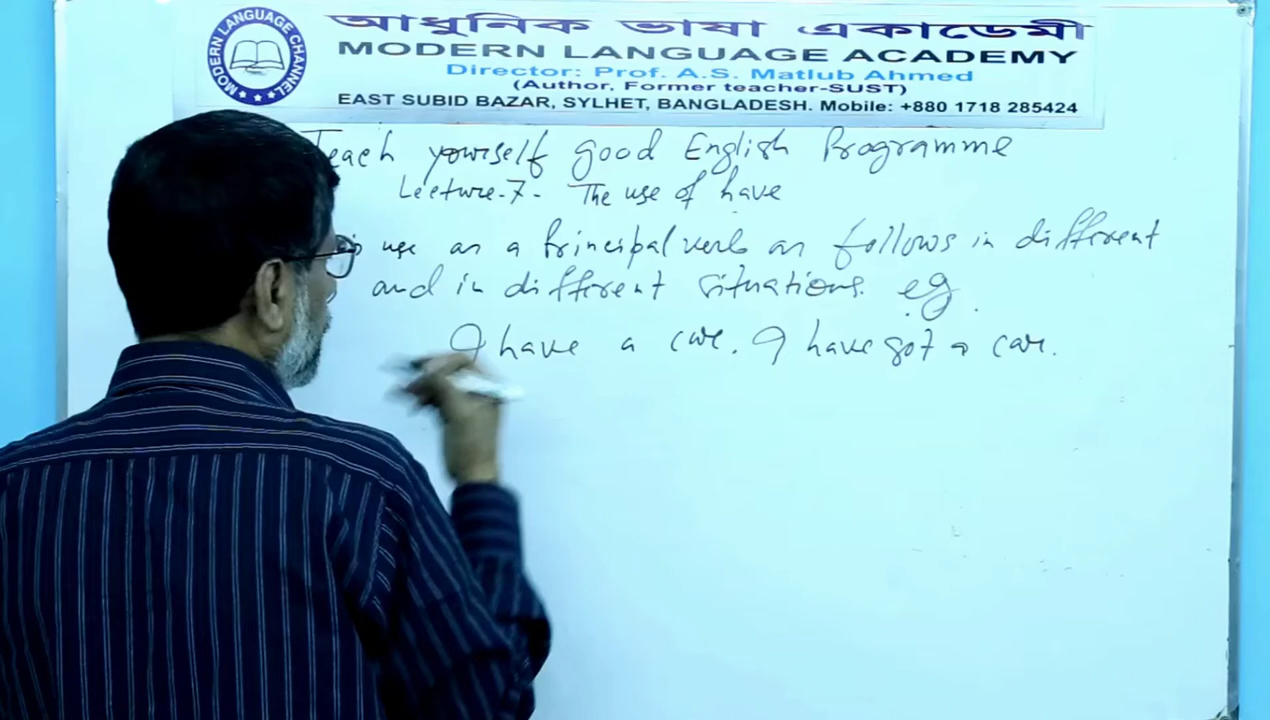 MODERN LANGUAGE CHANNEL
আধুনিক ভাষা একাডেমী
MODERN LANGUAGE ACADEMY
Director: Prof. A.S. Matlub Ahmed
(Author, Former teacher-SUST)
EAST SUBID BAZAR, SYLHET, BANGLADESH. Mobile: +880 1718 285424
Teach yourself good English Programme
Lecture-7- The use of have
use as a principal verb as follows in different
and in different situations. eg.
I have a car. I have got a car.